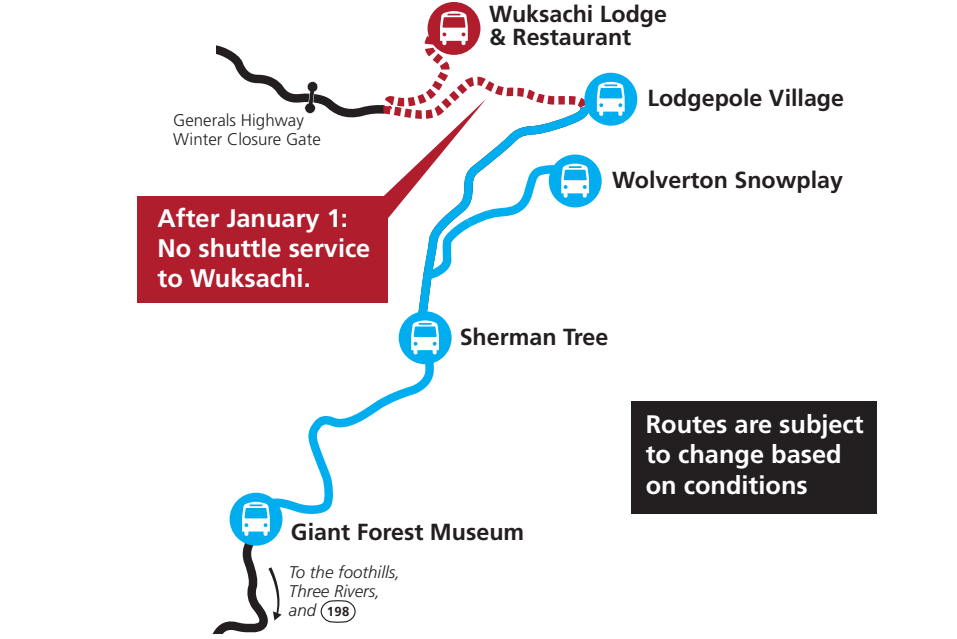 Wuksachi Lodge
& Restaurant
Lodgepole Village
Generals Highway
Winter Closure Gate
Wolverton Snowplay
After January 1:
No shuttle service
to Wuksachi.
Sherman Tree
Routes are subject
to change based
on conditions
Giant Forest Museum
To the foothills,
Three Rivers,
and 198